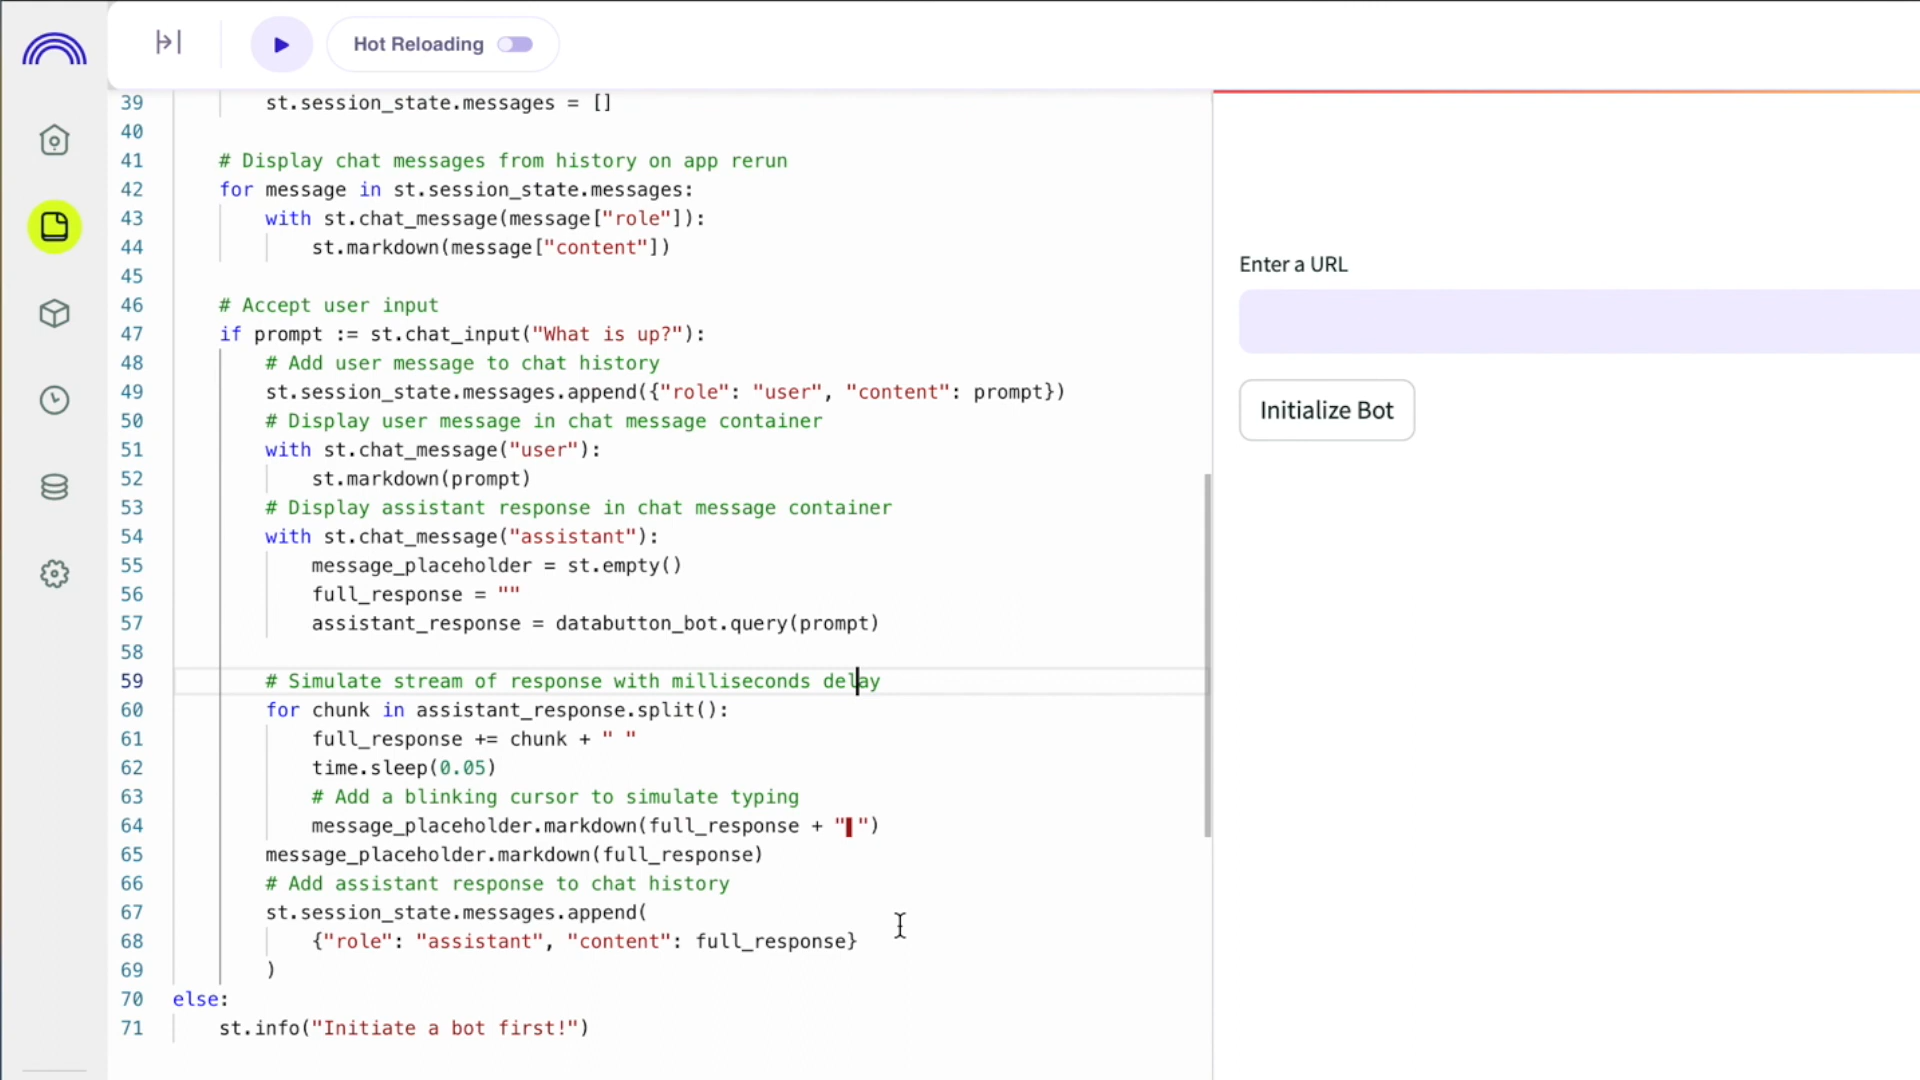 Hot Reloading
39 st.session_state.messages = []
40
41 # Display chat messages from history on app rerun
42 for message in st.session_state.messages:
43 with st.chat_message(message["role"]):
44 st.markdown(message["content"])
45
46 # Accept user input
47 if prompt := st.chat_input("What is up?"):
48 # Add user message to chat history
49 st.session_state.messages.append({"role": "user", "content": prompt})
50 # Display user message in chat message container
51 with st.chat_message("user"):
52 st.markdown(prompt)
53 # Display assistant response in chat message container
54 with st.chat_message("assistant"):
55 message_placeholder = st.empty()
56 full_response = ""
57 assistant_response = databutton_bot.query(prompt)
58
59 # Simulate stream of response with milliseconds delay
60 for chunk in assistant_response.split():
61 full_response += chunk + " "
62 time.sleep(0.05)
63 # Add a blinking cursor to simulate typing
64 message_placeholder.markdown(full_response + "▌")
65 message_placeholder.markdown(full_response)
66 # Add assistant response to chat history
67 st.session_state.messages.append(
68 {"role": "assistant", "content": full_response}
69 )
70 else:
71 st.info("Initiate a bot first!")
Enter a URL
Initialize Bot